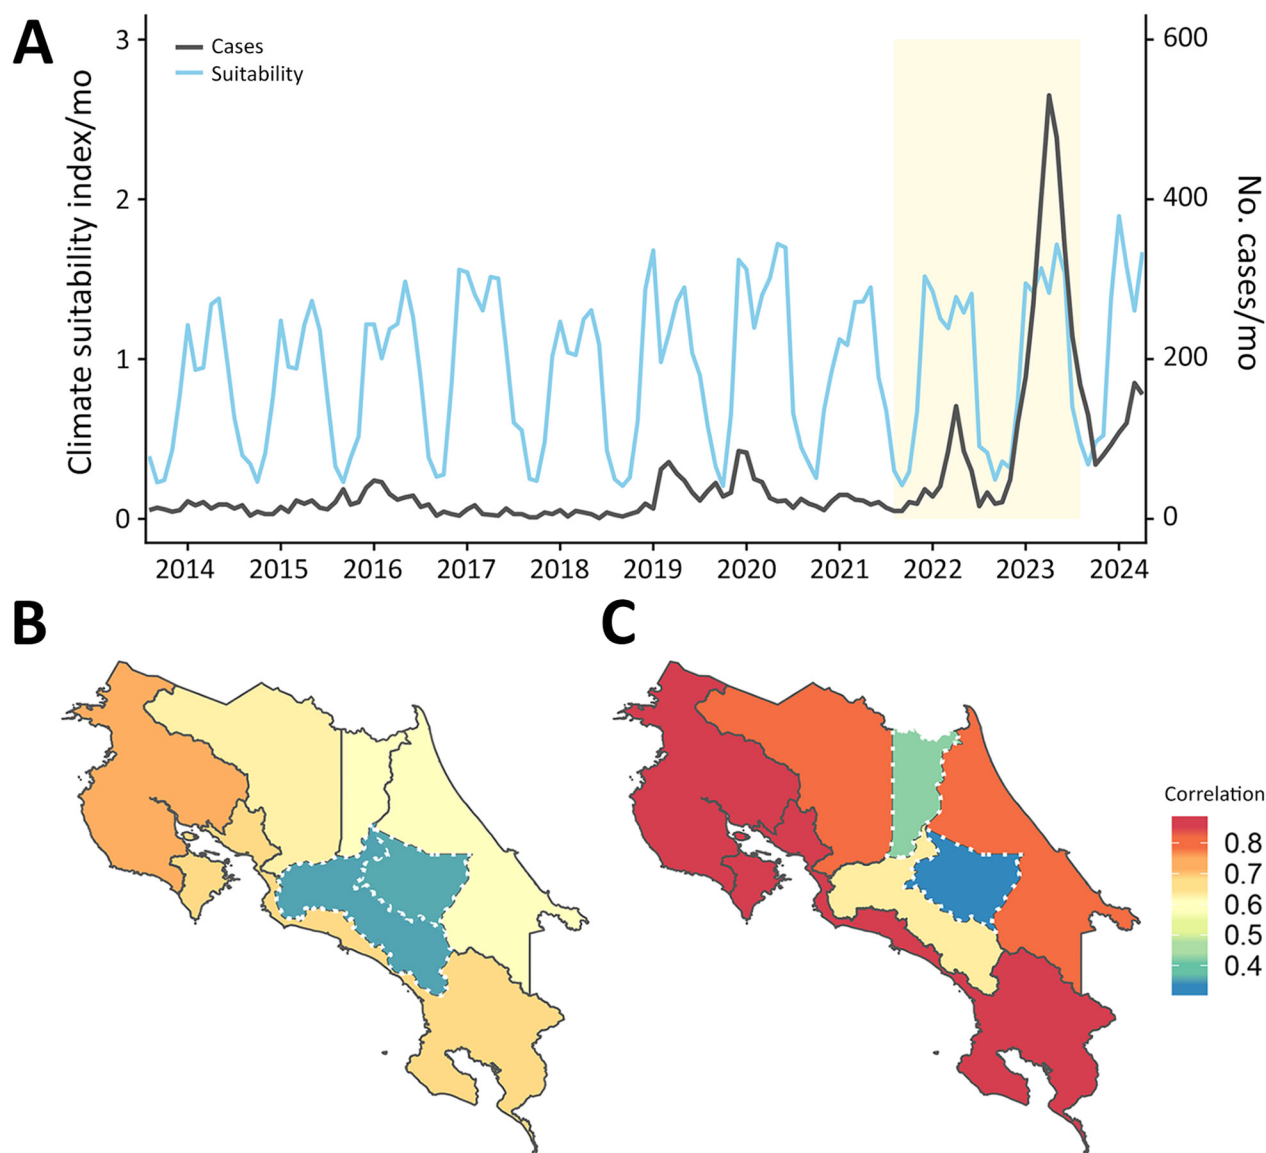 A
Cases
Suitability
Climate suitability index/mo
3
2
1
0
600
400
200
0
No. cases/mo
2014 2015 2016 2017 2018 2019 2020 2021 2022 2023 2024
B
C
Correlation
0.8
0.7
0.6
0.5
0.4